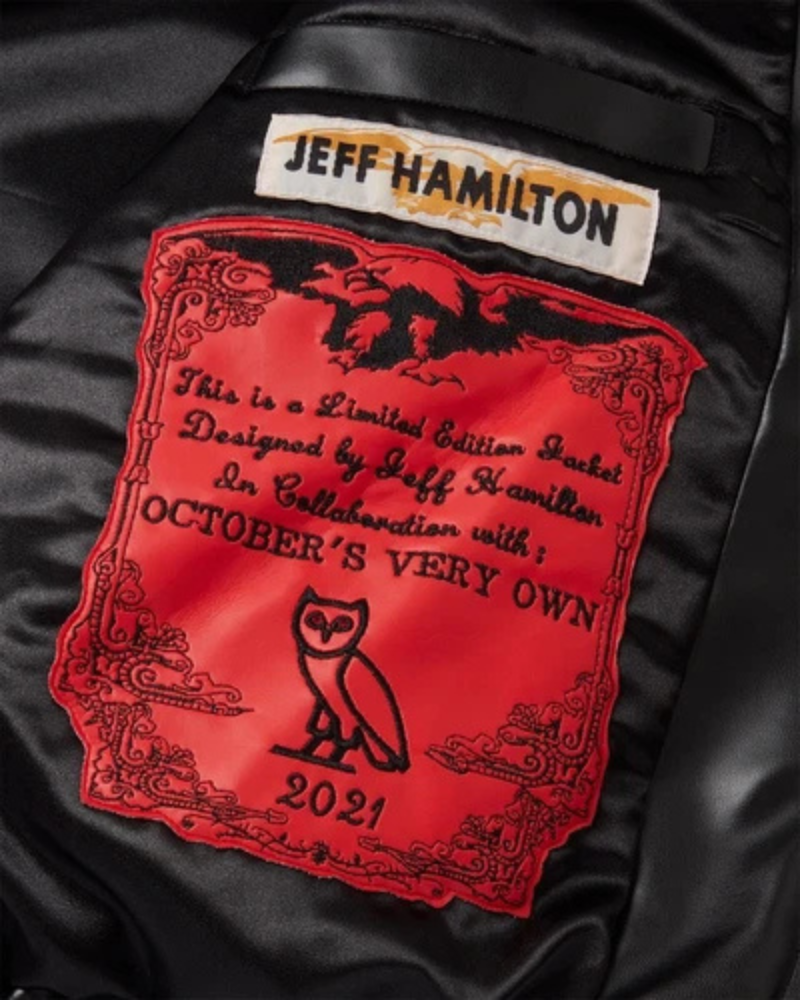 JEFF HAMILTON
This is a Limited Edition Jacket
Designed by Jeff Hamilton
In Collaboration with:
OCTOBER'S VERY OWN
2021